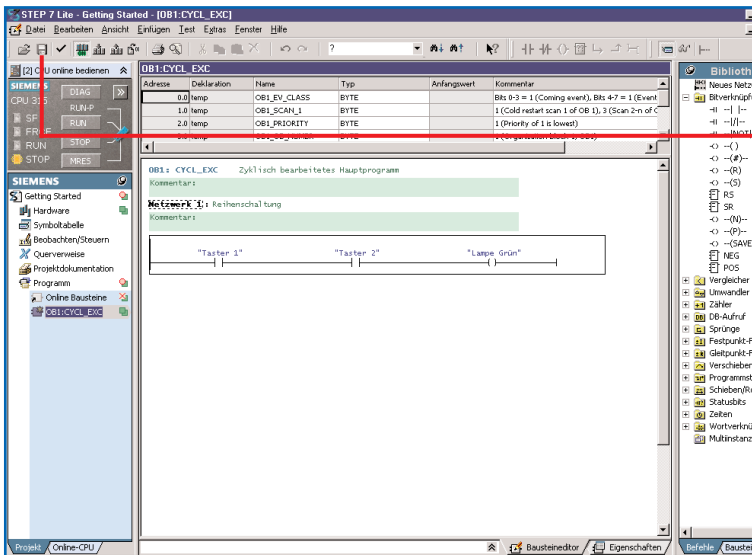 STEP 7 Lite - Getting Started - [OB1:CYCL_EXC]
Datei Bearbeiten Ansicht Einfügen Test Extras Fenster Hilfe
?
[2] CPU online bedienen
OB1:CYCL_EXC
Biblioth
SIEMENS
CPU 315
DIAG
RUN-P
SF
FRCE
RUN
RUN
STOP
STOP
MRES
Adresse Deklaration Name Typ Anfangswert Kommentar
0.0 temp OB1_EV_CLASS BYTE Bits 0-3 = 1 (Coming event), Bits 4-7 = 1 (Event
1.0 temp OB1_SCAN_1 BYTE 1 (Cold restart scan 1 of OB 1), 3 (Scan 2-n of O
2.0 temp OB1_PRIORITY BYTE 1 (Priority of 1 is lowest)
SIEMENS
Getting Started
Hardware
Symboltabelle
Beobachten/Steuern
Querverweise
Projektdokumentation
Programm
Online Bausteine
OB1:CYCL_EXC
OB1: CYCL_EXC Zyklisch bearbeitetes Hauptprogramm
Kommentar:
Netzwerk 1: Reihenschaltung
Kommentar:
"Taster 1" "Taster 2" "Lampe Grün"
Neues Netz
Bitverknüpf
--| |--
--|/|--
--( )
--(#)--
--(R)
--(S)
RS
SR
--(N)--
--(P)--
--(SAVE
NEG
POS
Vergleicher
Umwandler
Zähler
DB-Aufruf
Sprünge
Festpunkt-F
Gleitpunkt-F
Verschieben
Programmst
Schieben/Ro
Statusbits
Zeiten
Wortverknü
Multiinstanz
Projekt Online-CPU
Bausteineditor Eigenschaften
Befehle Baustei